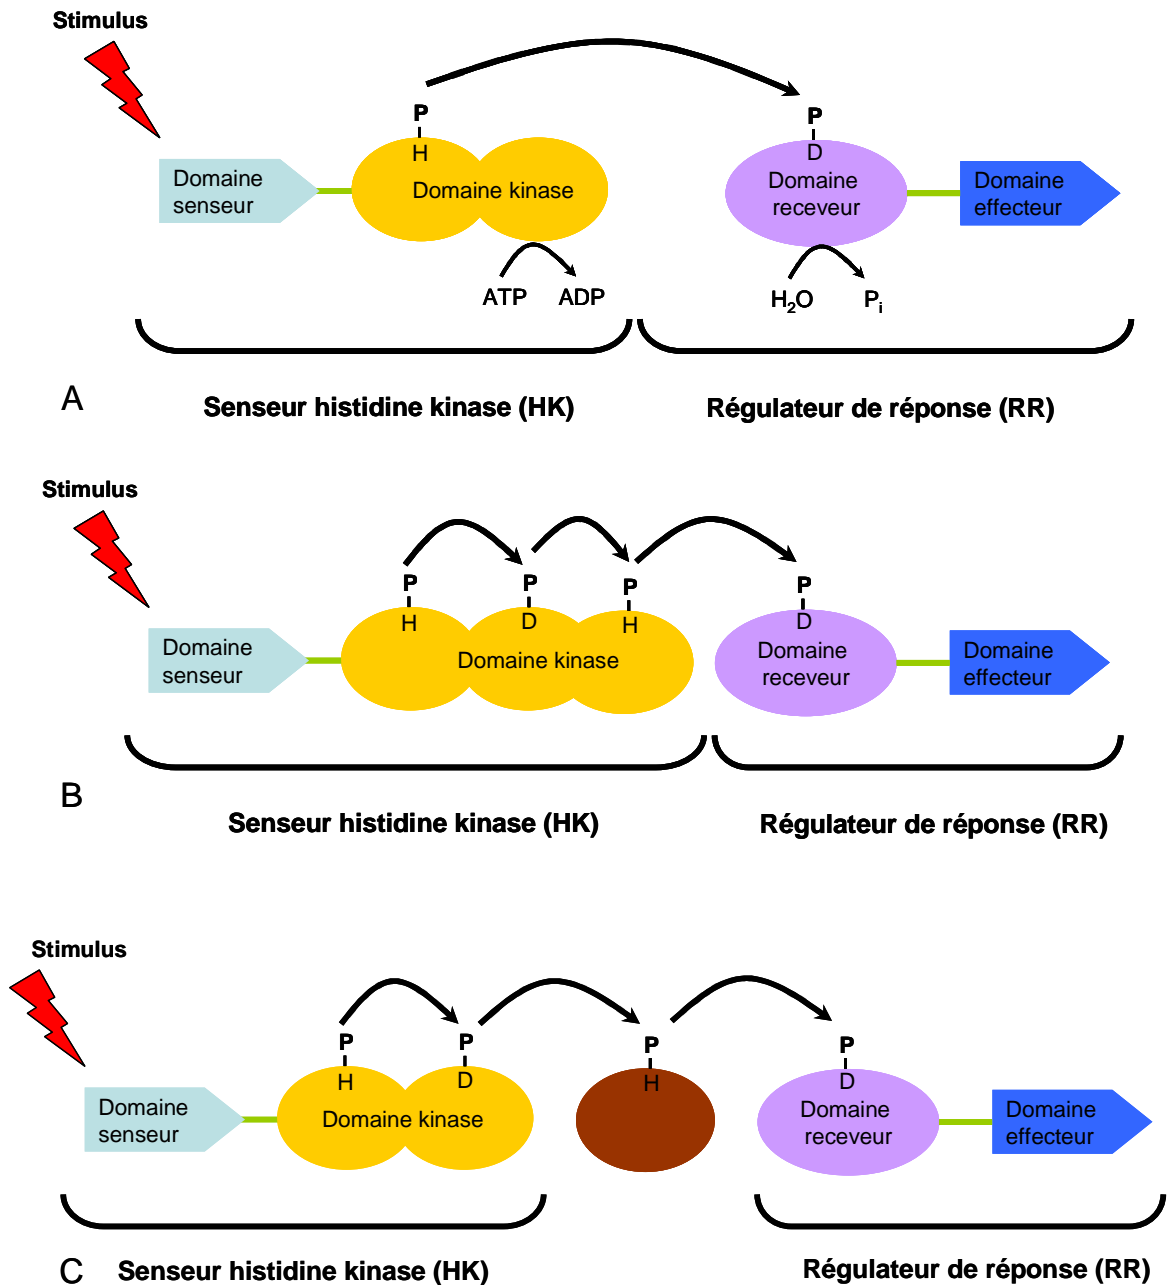 Stimulus
P
P
H
D
Domaine
senseur
Domaine kinase
Domaine
receveur
Domaine
effecteur
ATP
ADP
H₂O
Pᵢ
A
Senseur histidine kinase (HK)
Régulateur de réponse (RR)
Stimulus
P
P
P
P
H
D
H
D
Domaine
senseur
Domaine kinase
Domaine
receveur
Domaine
effecteur
B
Senseur histidine kinase (HK)
Régulateur de réponse (RR)
Stimulus
P
P
P
P
H
D
H
D
Domaine
senseur
Domaine kinase
Domaine
receveur
Domaine
effecteur
C
Senseur histidine kinase (HK)
Régulateur de réponse (RR)